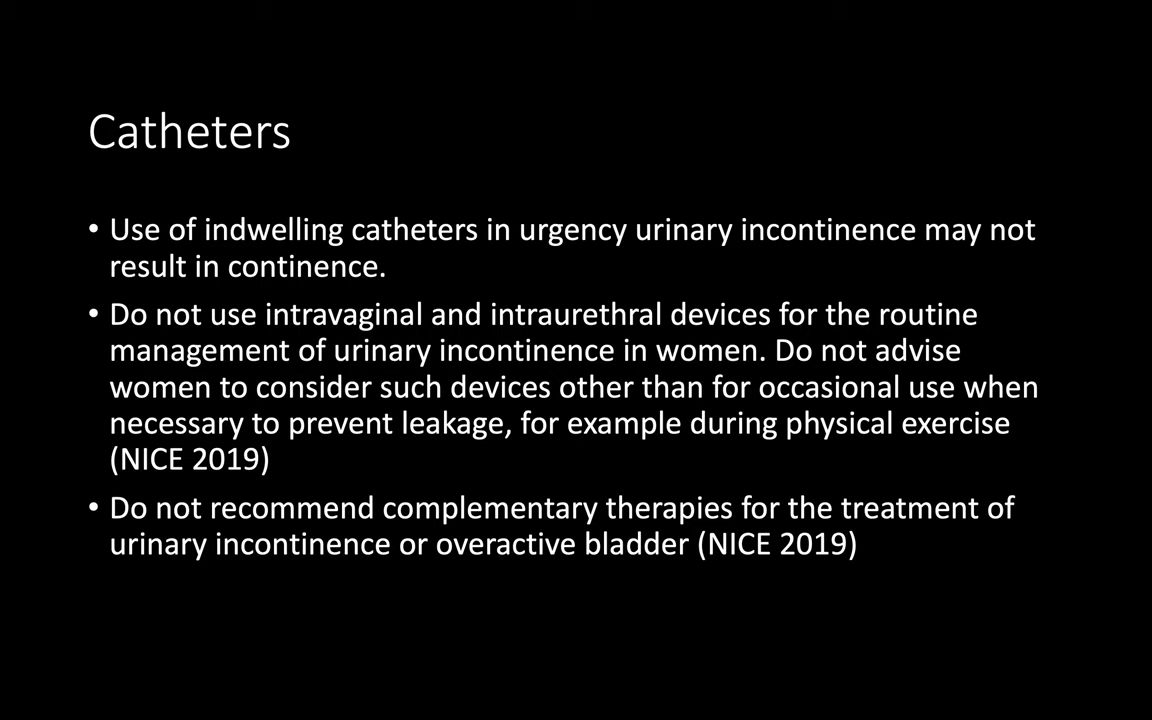 Catheters
• Use of indwelling catheters in urgency urinary incontinence may not
result in continence.
• Do not use intravaginal and intraurethral devices for the routine
management of urinary incontinence in women. Do not advise
women to consider such devices other than for occasional use when
necessary to prevent leakage, for example during physical exercise
(NICE 2019)
• Do not recommend complementary therapies for the treatment of
urinary incontinence or overactive bladder (NICE 2019)